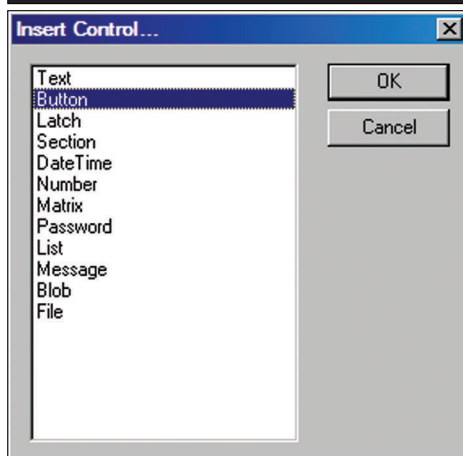 Insert Control...
Text
Button
Latch
Section
DateTime
Number
Matrix
Password
List
Message
Blob
File
OK
Cancel